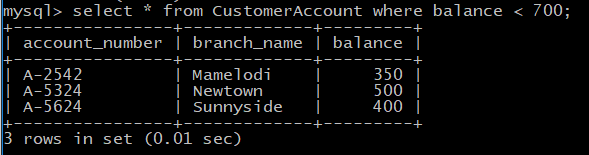 mysql> select * from CustomerAccount where balance < 700;
+----------------+-------------+---------+
| account_number | branch_name | balance |
+----------------+-------------+---------+
| A-2542         | Mamelodi    |     350 |
| A-5324         | Newtown     |     500 |
| A-5624         | Sunnyside   |     400 |
+----------------+-------------+---------+
3 rows in set (0.01 sec)